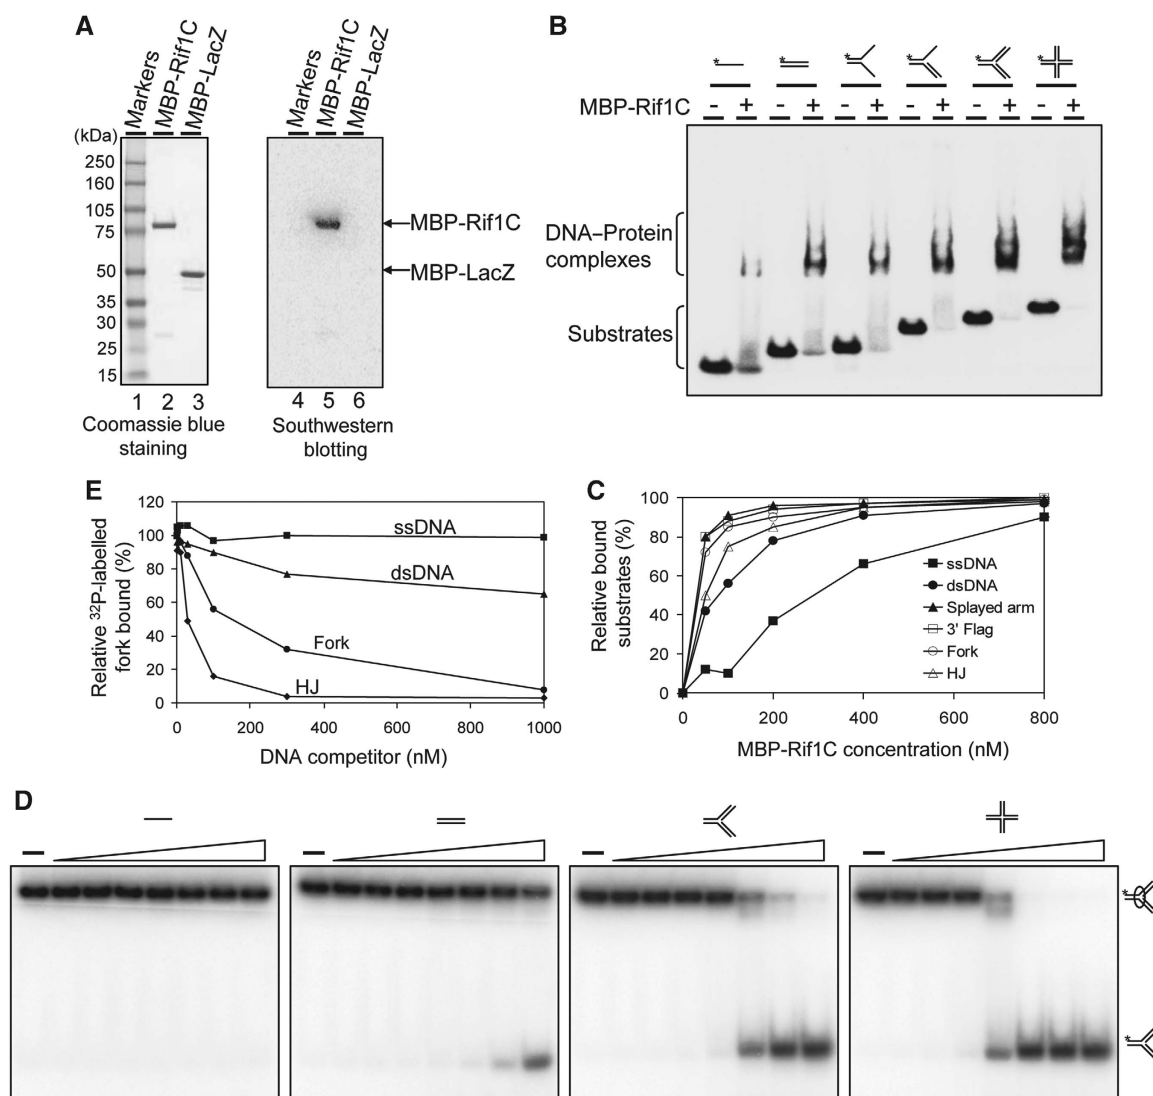 A
Markers
MBP-Rif1C
MBP-LacZ
Markers
MBP-Rif1C
MBP-LacZ
(kDa)
250
160
105
75
50
35
30
25
15
MBP-Rif1C
MBP-LacZ
1 2 3
4 5 6
Coomassie blue
staining
Southwestern
blotting
B
* * * * * *
MBP-Rif1C - + - + - + - + - + - +
DNA–Protein
complexes
Substrates
E
Relative 32P-labelled
fork bound (%)
120
100
80
60
40
20
0
ssDNA
dsDNA
Fork
HJ
0 200 400 600 800 1000
DNA competitor (nM)
C
Relative bound
substrates (%)
100
80
60
40
20
0
ssDNA
dsDNA
Splayed arm
3' Flag
Fork
HJ
0 200 400 600 800
MBP-Rif1C concentration (nM)
D
*
*